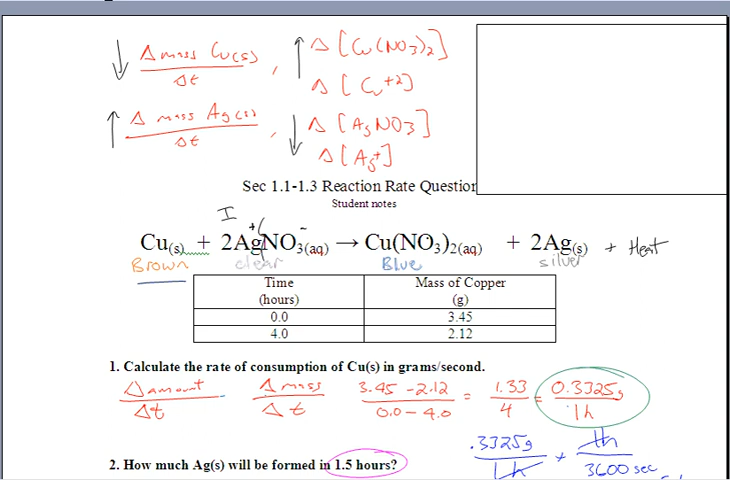 ↓ Δ mass Cu(s) / Δt , ↑ Δ [Cu(NO3)2]
Δ [Cu+2]
↑ Δ mass Ag(s) / Δt , ↓ Δ [AgNO3]
Δ [Ag+]
Sec 1.1-1.3 Reaction Rate Question
Student notes
I
+ −
Cu(s) + 2AgNO3(aq) → Cu(NO3)2(aq) + 2Ag(s) + Heat
Brown clear Blue silver
Time (hours) Mass of Copper (g)
0.0 3.45
4.0 2.12
1. Calculate the rate of consumption of Cu(s) in grams/second.
Δamount / Δt Δmass / Δt 3.45 - 2.12 / 0.0 - 4.0 = 1.33 / 4 = 0.3325g / 1h
2. How much Ag(s) will be formed in 1.5 hours?
.3325g / 1h + 1h / 3600 sec